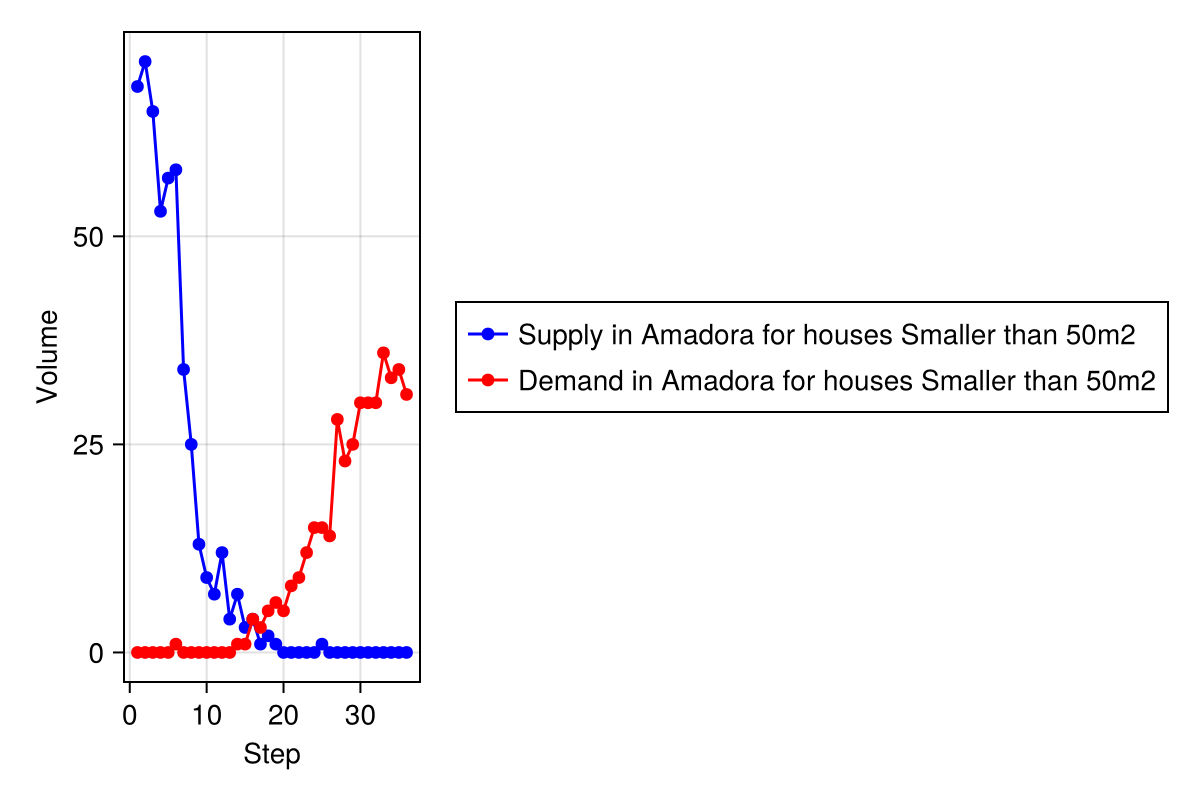 Volume
50
25
0
0 10 20 30
Step
Supply in Amadora for houses Smaller than 50m2
Demand in Amadora for houses Smaller than 50m2